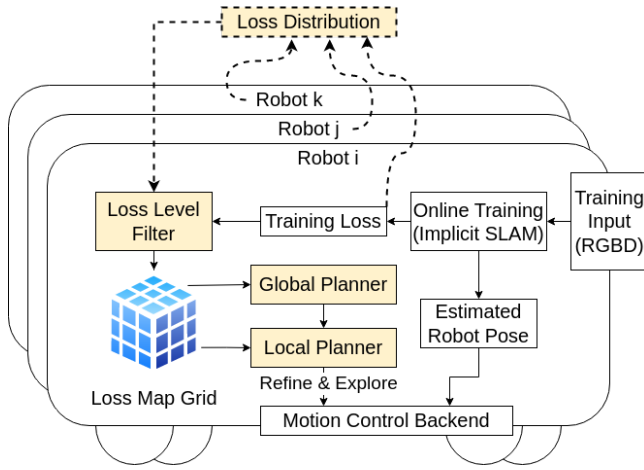 Loss Distribution
Robot k
Robot j
Robot i
Loss Level
Filter
Training Loss
Online Training
(Implicit SLAM)
Training
Input
(RGBD)
Global Planner
Estimated
Robot Pose
Local Planner
Refine & Explore
Loss Map Grid
Motion Control Backend